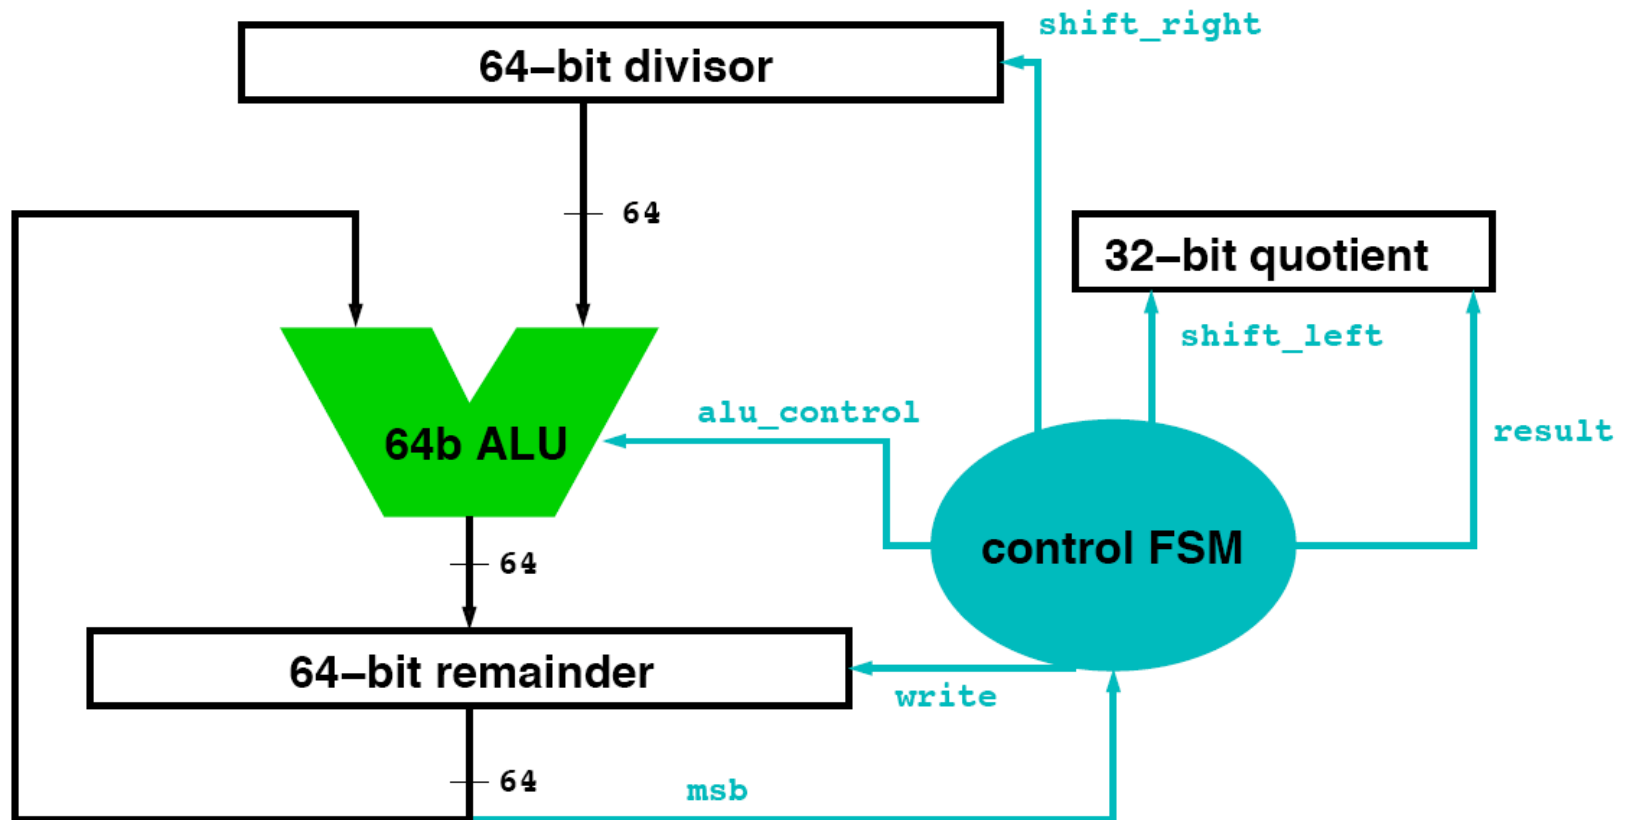 shift_right
64–bit divisor
64
32–bit quotient
shift_left
alu_control
result
64b ALU
control FSM
64
64–bit remainder
write
64
msb